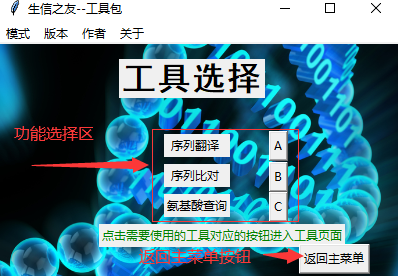 生信之友--工具包
模式 版本 作者 关于
工具选择
功能选择区
序列翻译 A
序列比对 B
氨基酸查询 C
点击需要使用的工具对应的按钮进入工具页面
返回主菜单按钮 返回主菜单